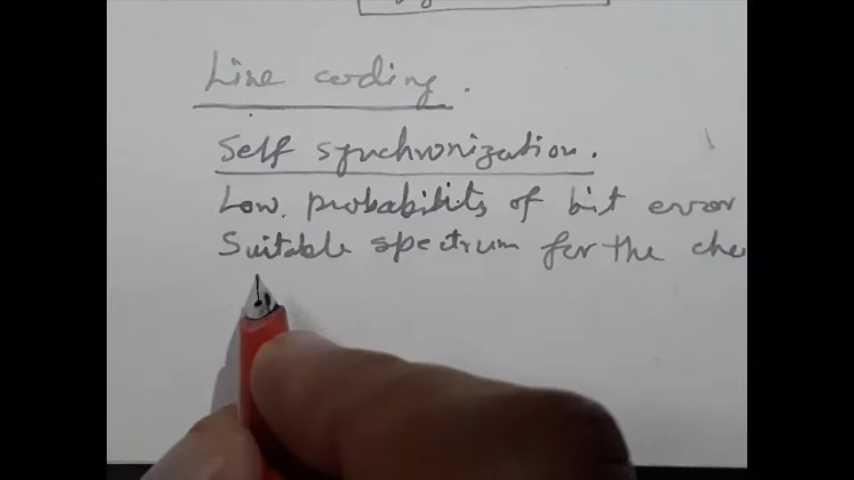 Line coding.
Self synchronization.
Low probability of bit error
Suitable spectrum for the